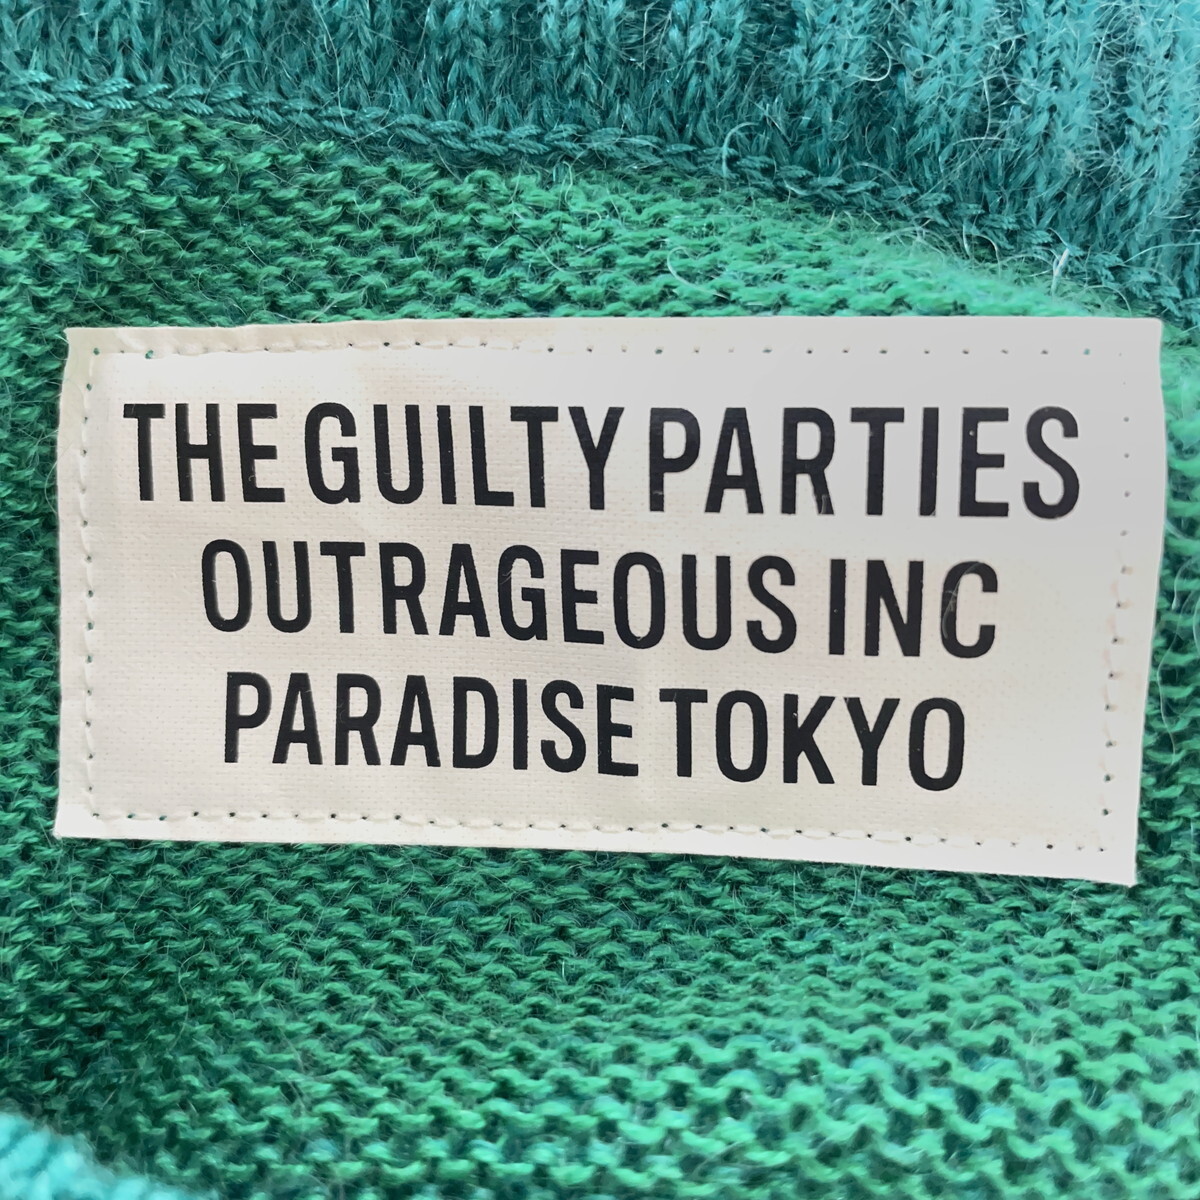 THE GUILTY PARTIES
OUTRAGEOUS INC
PARADISE TOKYO